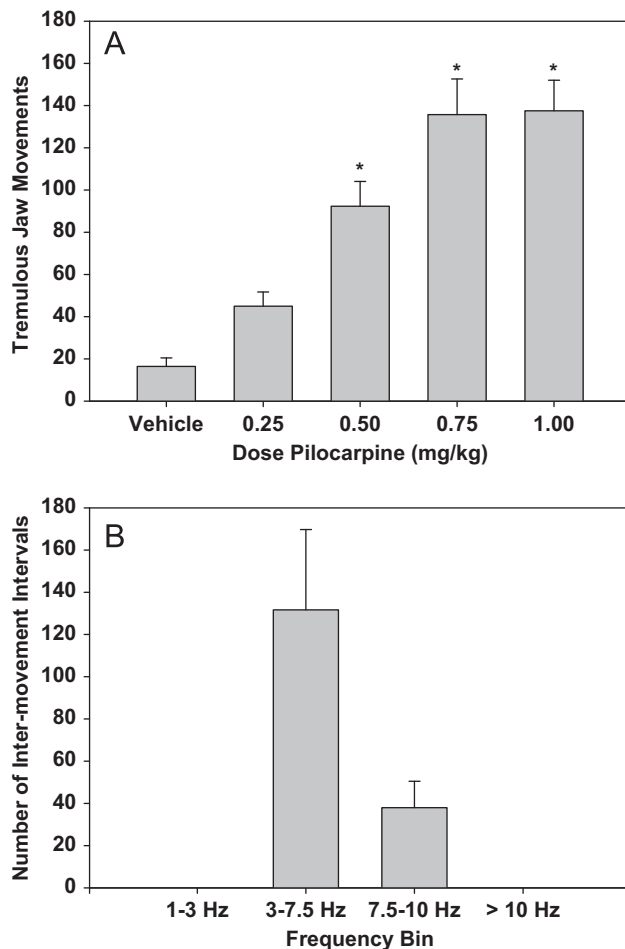 A
Tremulous Jaw Movements
180
160
140
120
100
80
60
40
20
0
* * *
Vehicle 0.25 0.50 0.75 1.00
Dose Pilocarpine (mg/kg)
B
Number of Inter-movement Intervals
180
160
140
120
100
80
60
40
20
0
1-3 Hz 3-7.5 Hz 7.5-10 Hz > 10 Hz
Frequency Bin